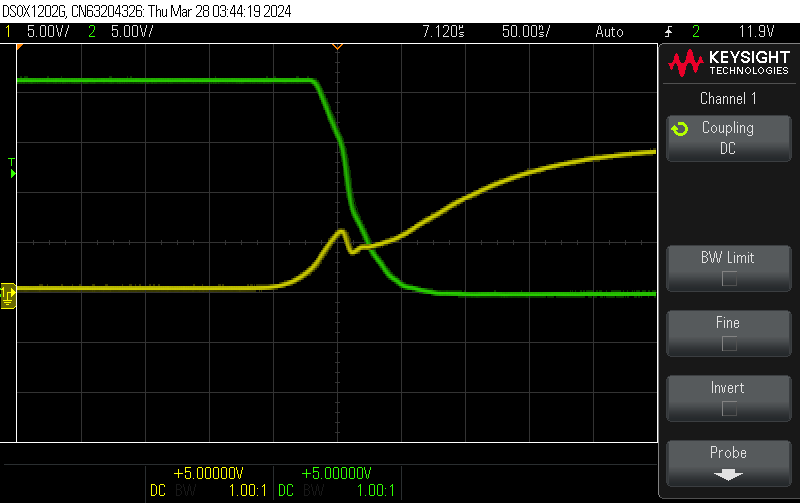 DSOX1202G, CN63204326: Thu Mar 28 03:44:19 2024
1 5.00V/ 2 5.00V/ 7.120s 50.00s/ Auto 2 11.9V
KEYSIGHT
TECHNOLOGIES
Channel 1
Coupling
DC
T
1
BW Limit
Fine
Invert
Probe
+5.00000V +5.00000V
DC BW 1.00:1 DC BW 1.00:1